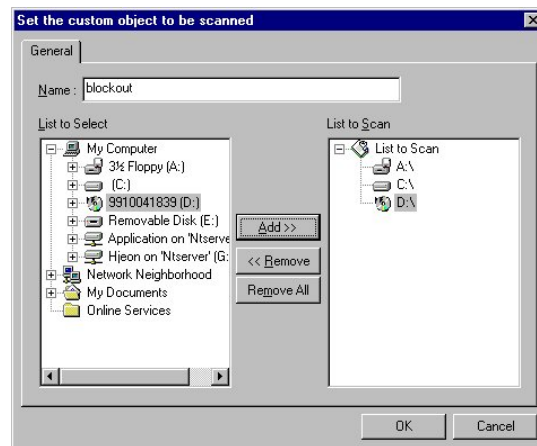 Set the custom object to be scanned
General
Name : blockout
List to Select
My Computer
3½ Floppy (A:)
(C:)
9910041839 (D:)
Removable Disk (E:)
Application on 'Ntserve
Hjeon on 'Ntserver' (G:
Network Neighborhood
My Documents
Online Services
Add >>
<< Remove
Remove All
List to Scan
List to Scan
A:\
C:\
D:\
OK
Cancel